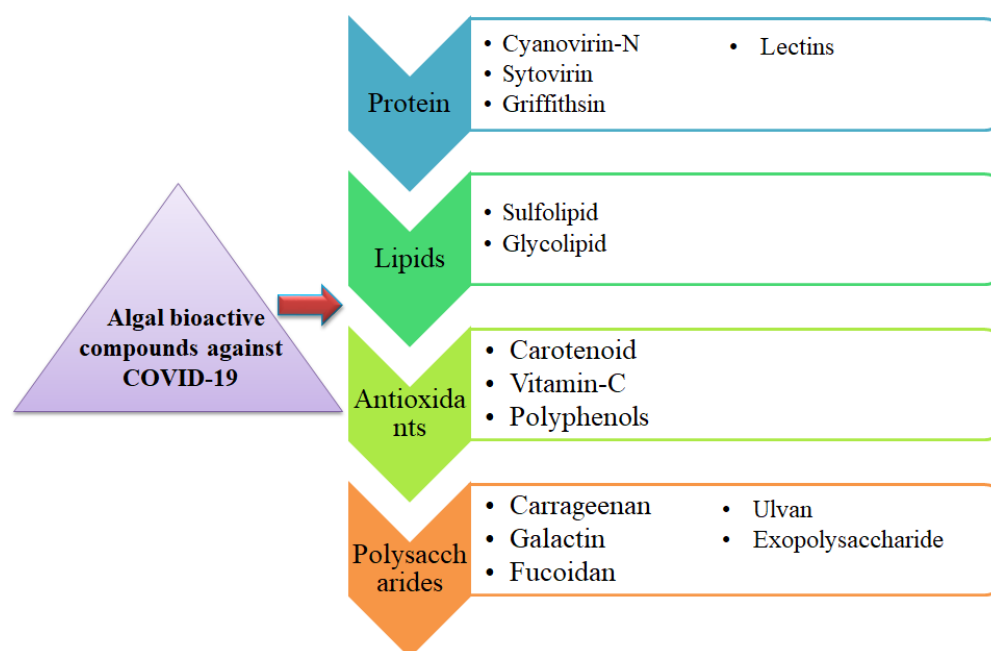 Algal bioactive
compounds against
COVID-19
Protein
• Cyanovirin-N
• Sytovirin
• Griffithsin
• Lectins
Lipids
• Sulfolipid
• Glycolipid
Antioxida
nts
• Carotenoid
• Vitamin-C
• Polyphenols
Polysacch
arides
• Carrageenan
• Galactin
• Fucoidan
• Ulvan
• Exopolysaccharide